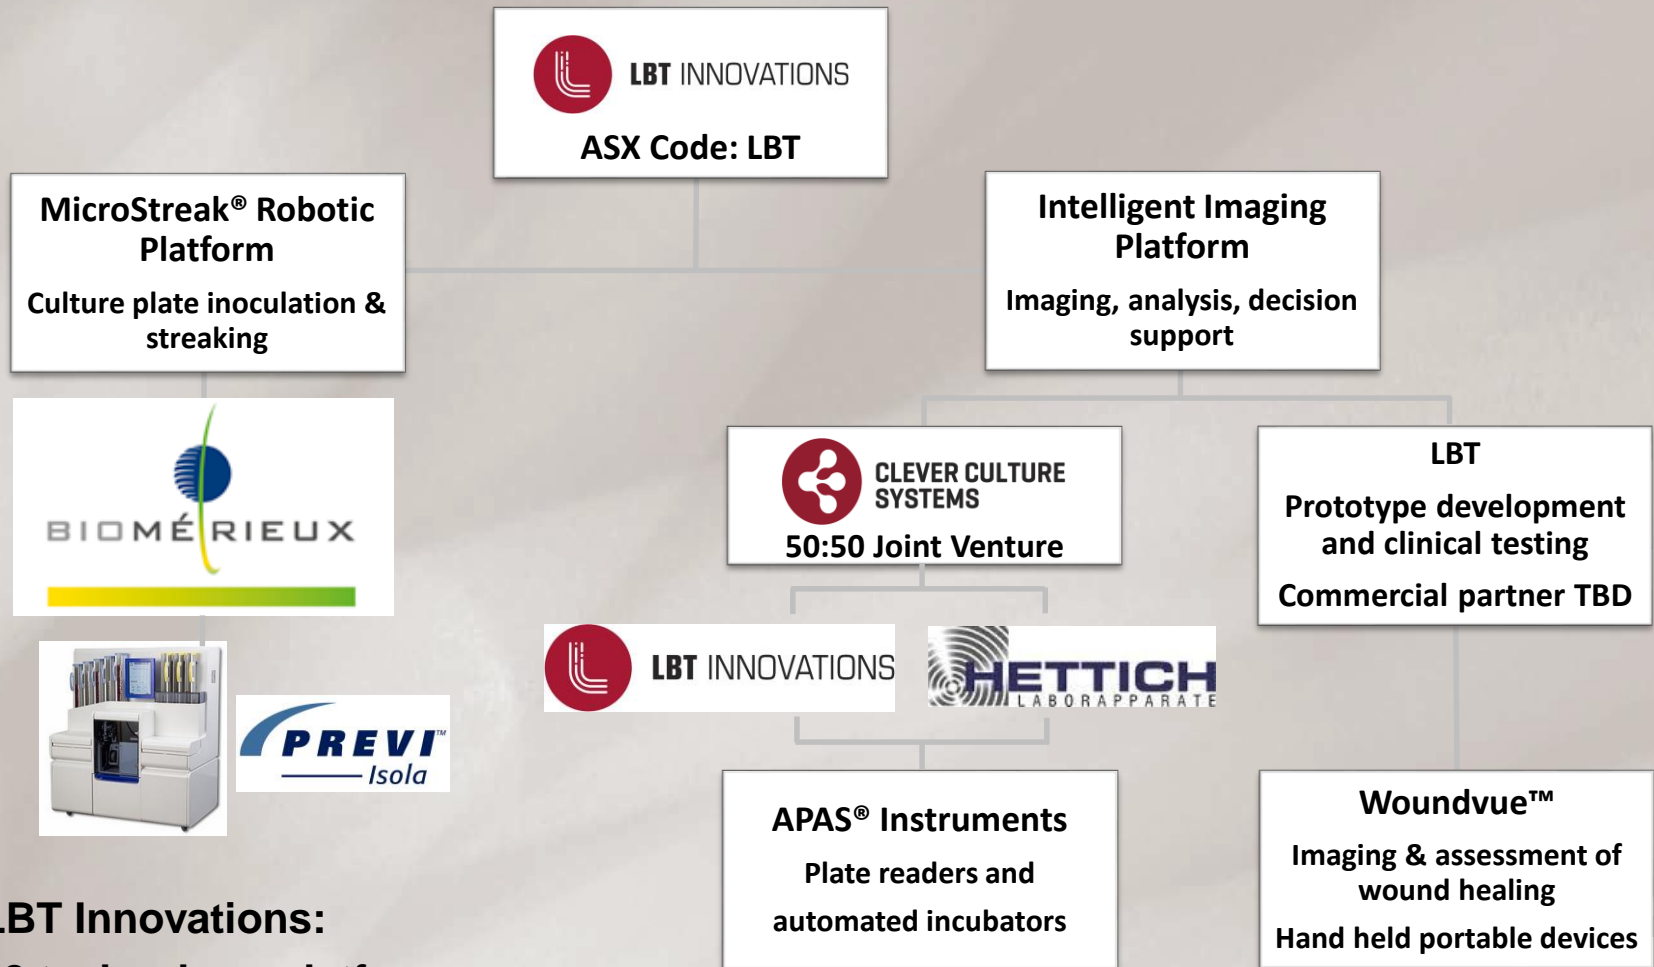 LBT INNOVATIONS
ASX Code: LBT
MicroStreak® Robotic
Platform
Culture plate inoculation &
streaking
Intelligent Imaging
Platform
Imaging, analysis, decision
support
BIOMÉRIEUX
PREVI™
Isola
CLEVER CULTURE
SYSTEMS
50:50 Joint Venture
LBT
Prototype development
and clinical testing
Commercial partner TBD
LBT INNOVATIONS
HETTICH
LABORAPPARATE
APAS® Instruments
Plate readers and
automated incubators
Woundvue™
Imaging & assessment of
wound healing
Hand held portable devices
LBT Innovations: